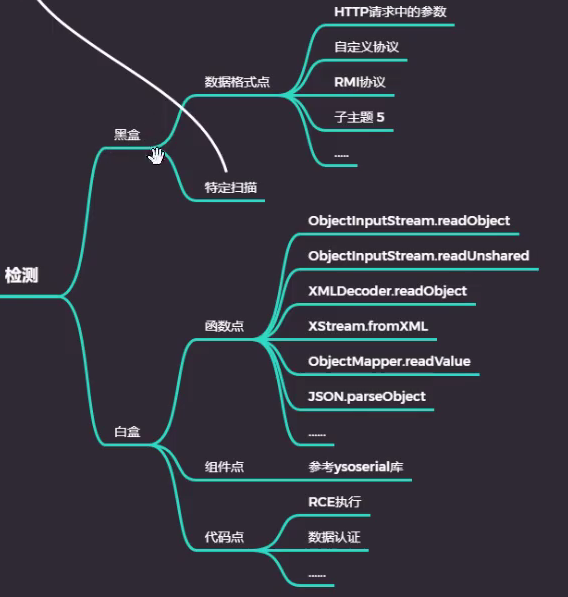 HTTP请求中的参数
自定义协议
数据格式点
RMI协议
子主题 5
.....
黑盒
特定扫描
检测
ObjectInputStream.readObject
ObjectInputStream.readUnshared
XMLDecoder.readObject
函数点
XStream.fromXML
ObjectMapper.readValue
JSON.parseObject
......
白盒
组件点
参考ysoserial库
代码点
RCE执行
数据认证
......